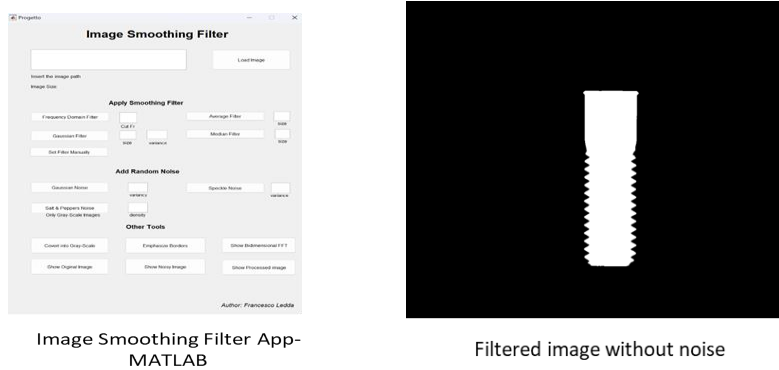 Progetto
Image Smoothing Filter
Load Image
Insert the image path
Image Size:
Apply Smoothing Filter
Frequency Domain Filter
Cut Fr
Average Filter
size
Gaussian Filter
size
variance
Median Filter
size
Set Filter Manually
Add Random Noise
Gaussian Noise
variance
Speckle Noise
variance
Salt & Peppers Noise
Only Gray Scale Images
density
Other Tools
Covert into Gray-Scale
Emphasize Borders
Show Bidimensional FFT
Show Orginal Image
Show Noisy Image
Show Processed image
Author: Francesco Ledda
Image Smoothing Filter App-
MATLAB
Filtered image without noise